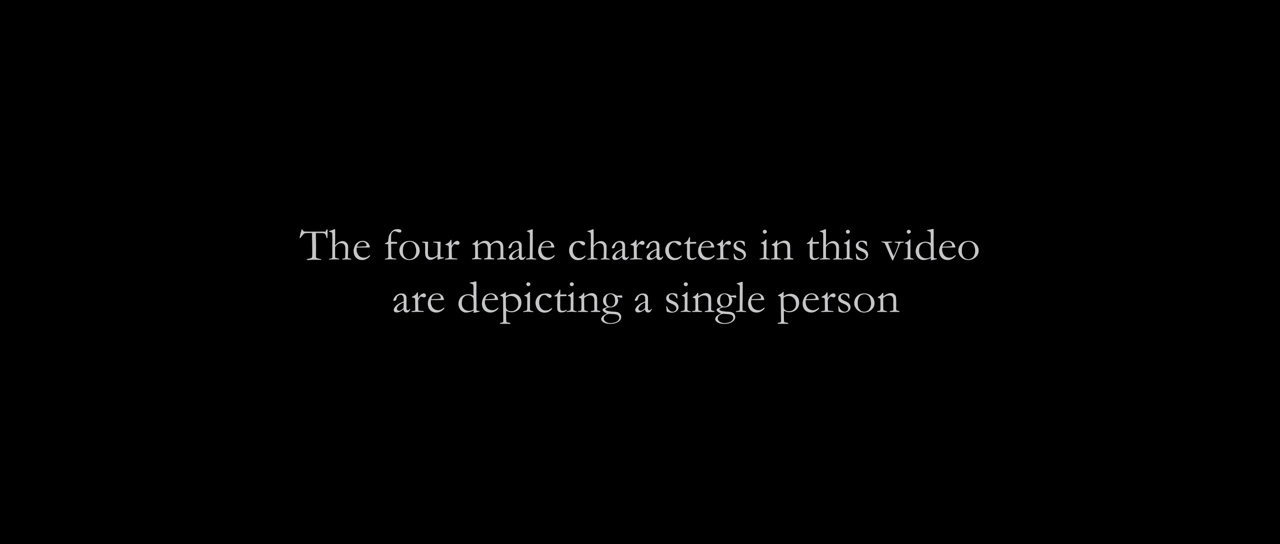 The four male characters in this video
are depicting a single person